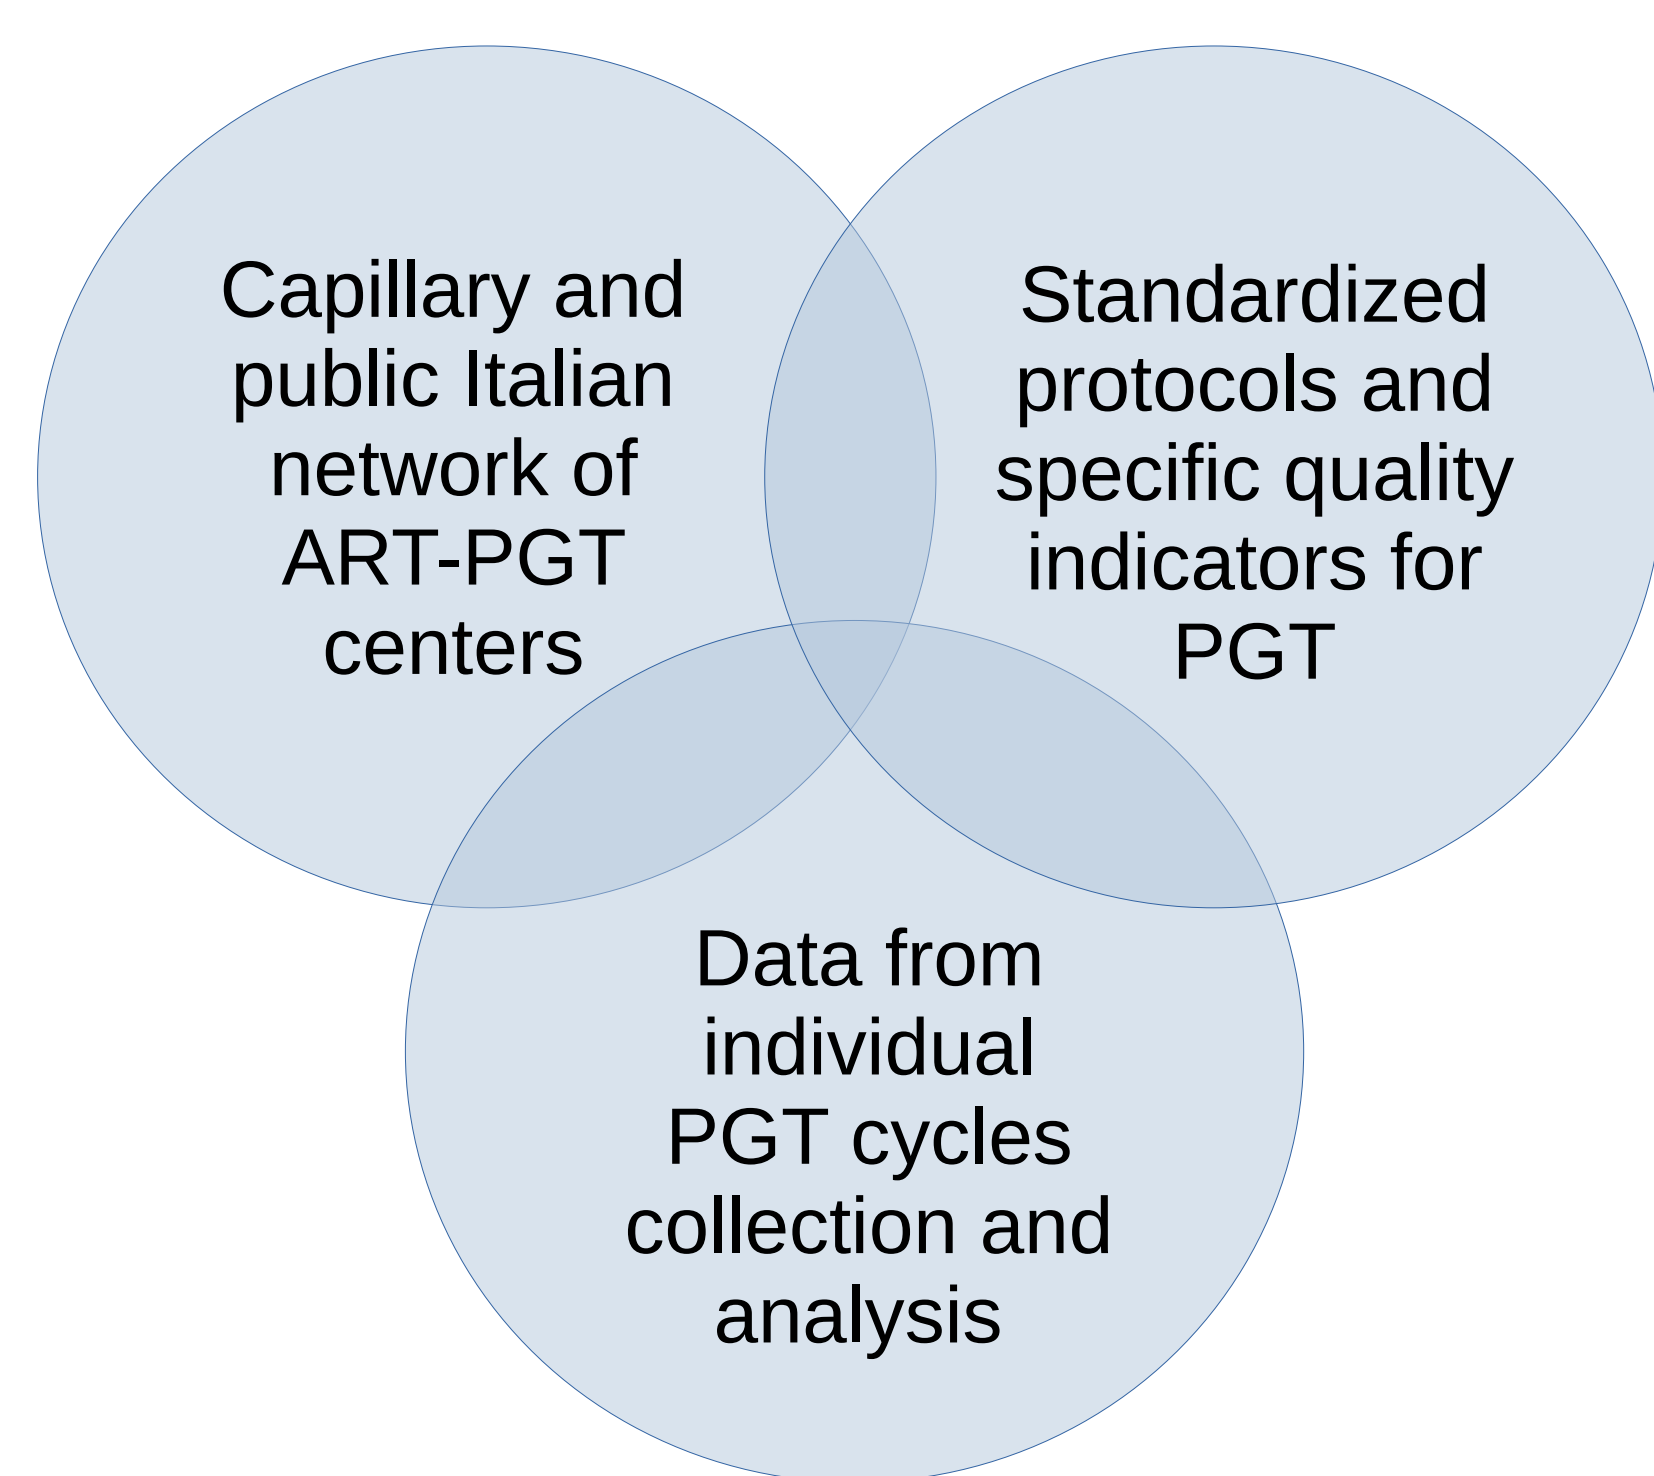 Capillary and
public Italian
network of
ART-PGT
centers
Standardized
protocols and
specific quality
indicators for
PGT
Data from
individual
PGT cycles
collection and
analysis